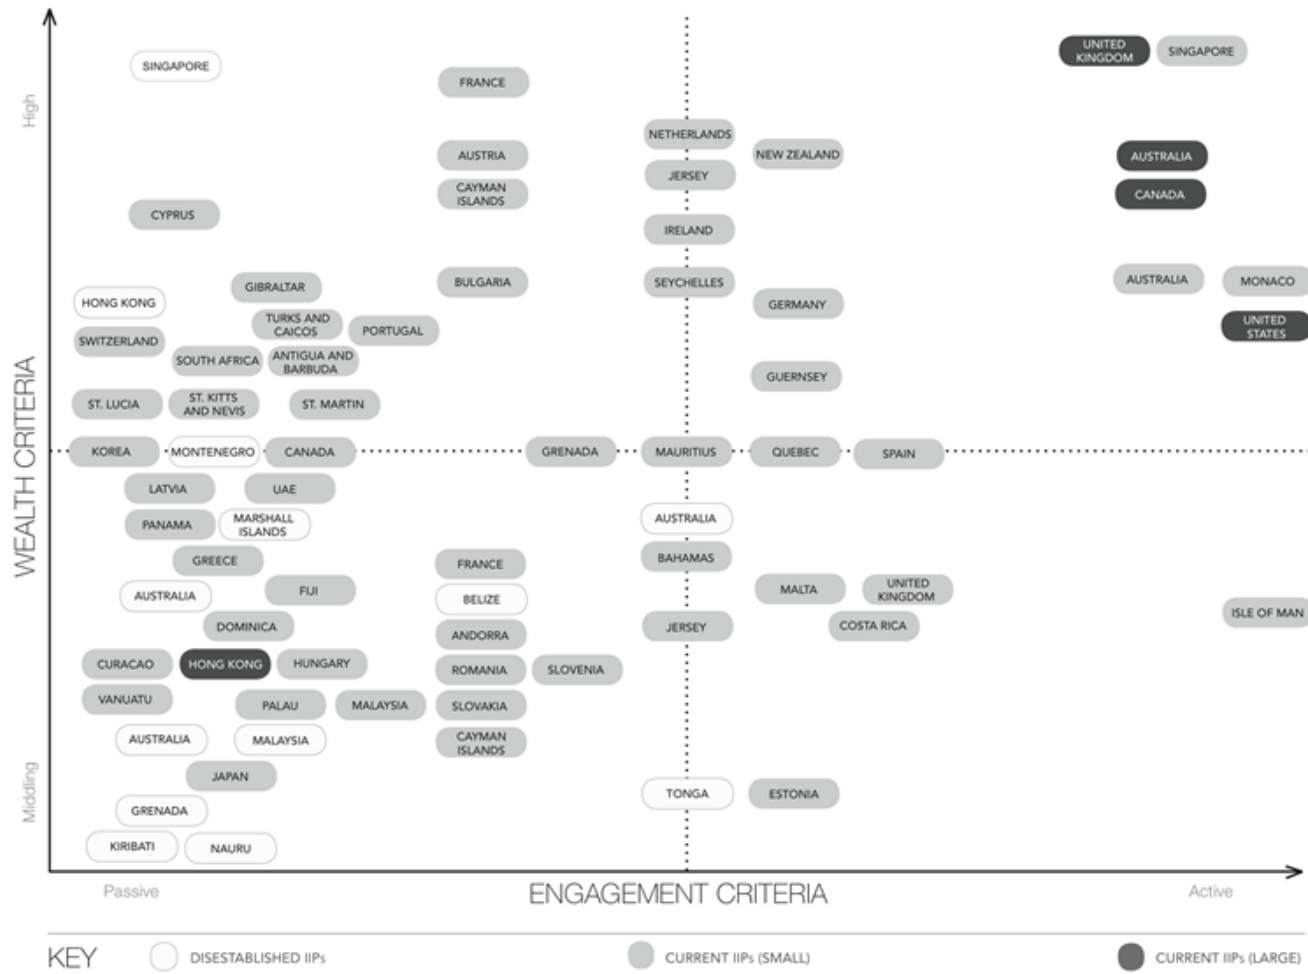 UNITED
KINGDOM
SINGAPORE
SINGAPORE
FRANCE
High
NETHERLANDS
NEW ZEALAND
AUSTRIA
AUSTRALIA
JERSEY
CAYMAN
ISLANDS
CANADA
CYPRUS
IRELAND
GIBRALTAR
BULGARIA
SEYCHELLES
AUSTRALIA
MONACO
HONG KONG
GERMANY
TURKS AND
CAICOS
PORTUGAL
UNITED
STATES
SWITZERLAND
SOUTH AFRICA
ANTIGUA AND
BARBUDA
GUERNSEY
ST. LUCIA
ST. KITTS
AND NEVIS
ST. MARTIN
WEALTH CRITERIA
KOREA
MONTENEGRO
CANADA
GRENADA
MAURITIUS
QUEBEC
SPAIN
LATVIA
UAE
PANAMA
MARSHALL
ISLANDS
AUSTRALIA
GREECE
FRANCE
BAHAMAS
AUSTRALIA
FIJI
BELIZE
MALTA
UNITED
KINGDOM
ISLE OF MAN
DOMINICA
ANDORRA
JERSEY
COSTA RICA
CURACAO
HONG KONG
HUNGARY
ROMANIA
SLOVENIA
VANUATU
PALAU
MALAYSIA
SLOVAKIA
AUSTRALIA
MALAYSIA
CAYMAN
ISLANDS
JAPAN
Middling
TONGA
ESTONIA
GRENADA
KIRIBATI
NAURU
Passive
ENGAGEMENT CRITERIA
Active
KEY
DISESTABLISHED IIPs
CURRENT IIPs (SMALL)
CURRENT IIPs (LARGE)